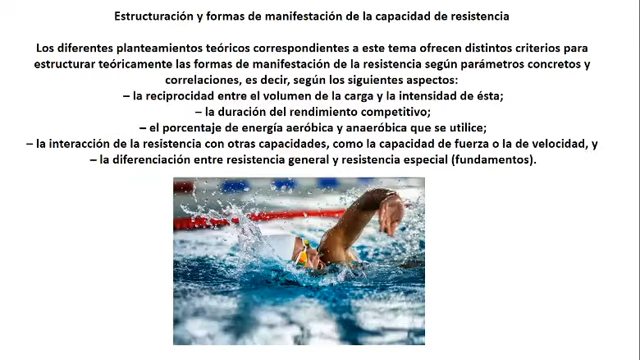 Estructuración y formas de manifestación de la capacidad de resistencia
Los diferentes planteamientos teóricos correspondientes a este tema ofrecen distintos criterios para
estructurar teóricamente las formas de manifestación de la resistencia según parámetros concretos y
correlaciones, es decir, según los siguientes aspectos:
– la reciprocidad entre el volumen de la carga y la intensidad de ésta;
– la duración del rendimiento competitivo;
– el porcentaje de energía aeróbica y anaeróbica que se utilice;
– la interacción de la resistencia con otras capacidades, como la capacidad de fuerza o la de velocidad, y
– la diferenciación entre resistencia general y resistencia especial (fundamentos).